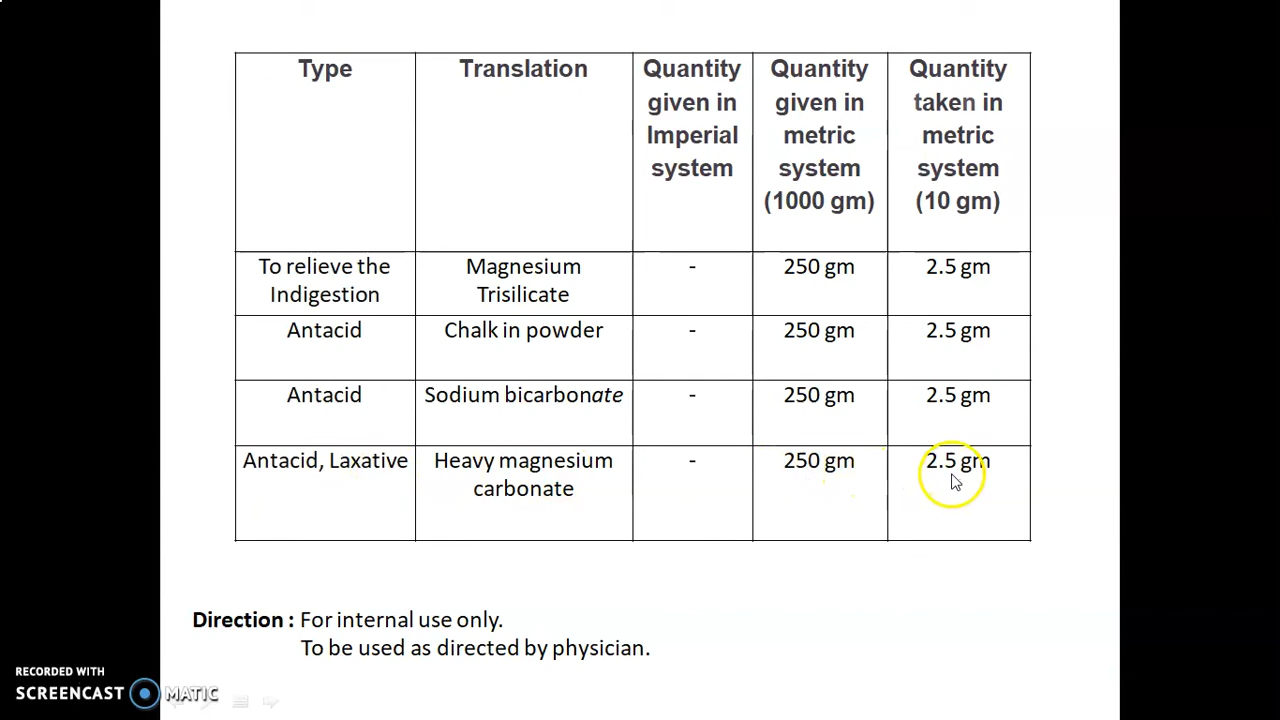 Type Translation Quantity Quantity Quantity
given in given in taken in
Imperial metric metric
system system system
(1000 gm) (10 gm)
To relieve the Magnesium - 250 gm 2.5 gm
Indigestion Trisilicate
Antacid Chalk in powder - 250 gm 2.5 gm
Antacid Sodium bicarbonate - 250 gm 2.5 gm
Antacid, Laxative Heavy magnesium - 250 gm 2.5 gm
carbonate
Direction : For internal use only.
To be used as directed by physician.
RECORDED WITH
SCREENCAST MATIC